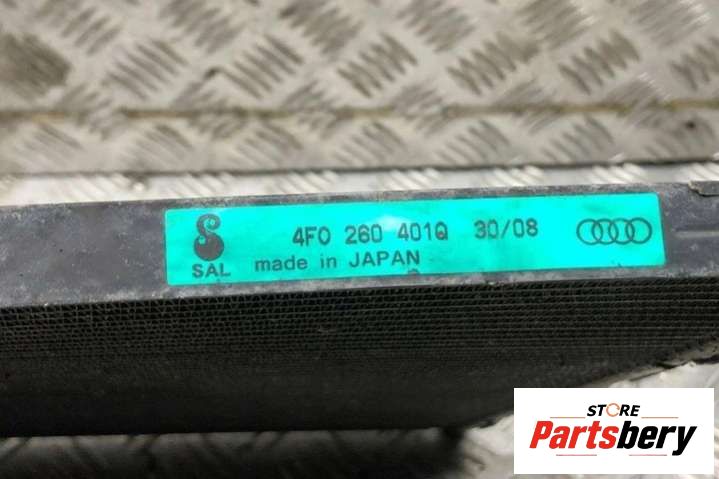 4F0 260 401Q 30/08
SAL made in JAPAN
STORE
Partsbery